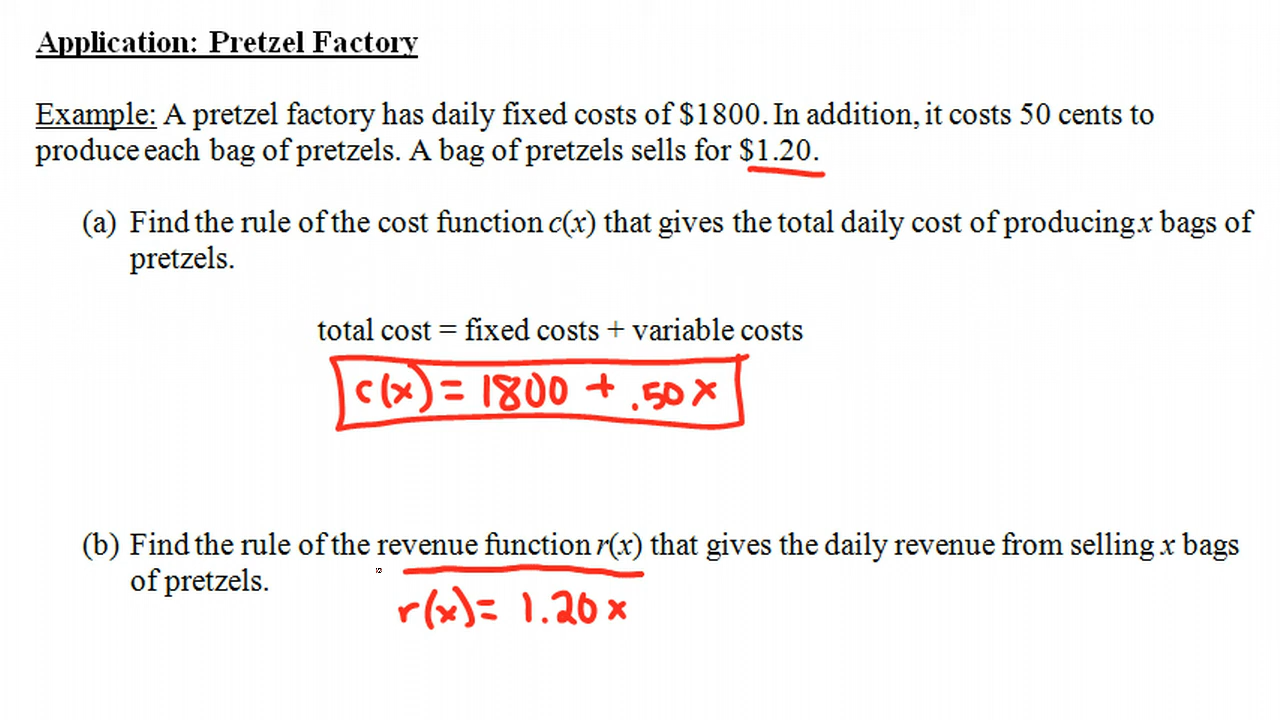 Application: Pretzel Factory
Example: A pretzel factory has daily fixed costs of $1800. In addition, it costs 50 cents to
produce each bag of pretzels. A bag of pretzels sells for $1.20.
(a) Find the rule of the cost function c(x) that gives the total daily cost of producing x bags of
pretzels.
total cost = fixed costs + variable costs
c(x) = 1800 + .50x
(b) Find the rule of the revenue function r(x) that gives the daily revenue from selling x bags
of pretzels.
r(x) = 1.20x